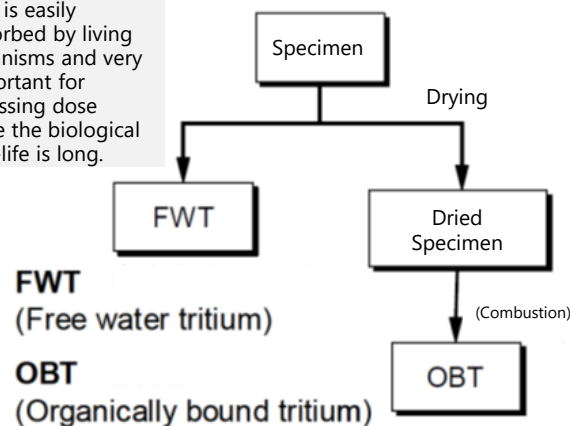 is easily
rbed by living
nisms and very
ortant for
ssing dose
e the biological
life is long.
Specimen
Drying
FWT
Dried
Specimen
FWT
(Free water tritium)
(Combustion)
OBT
OBT
(Organically bound tritium)